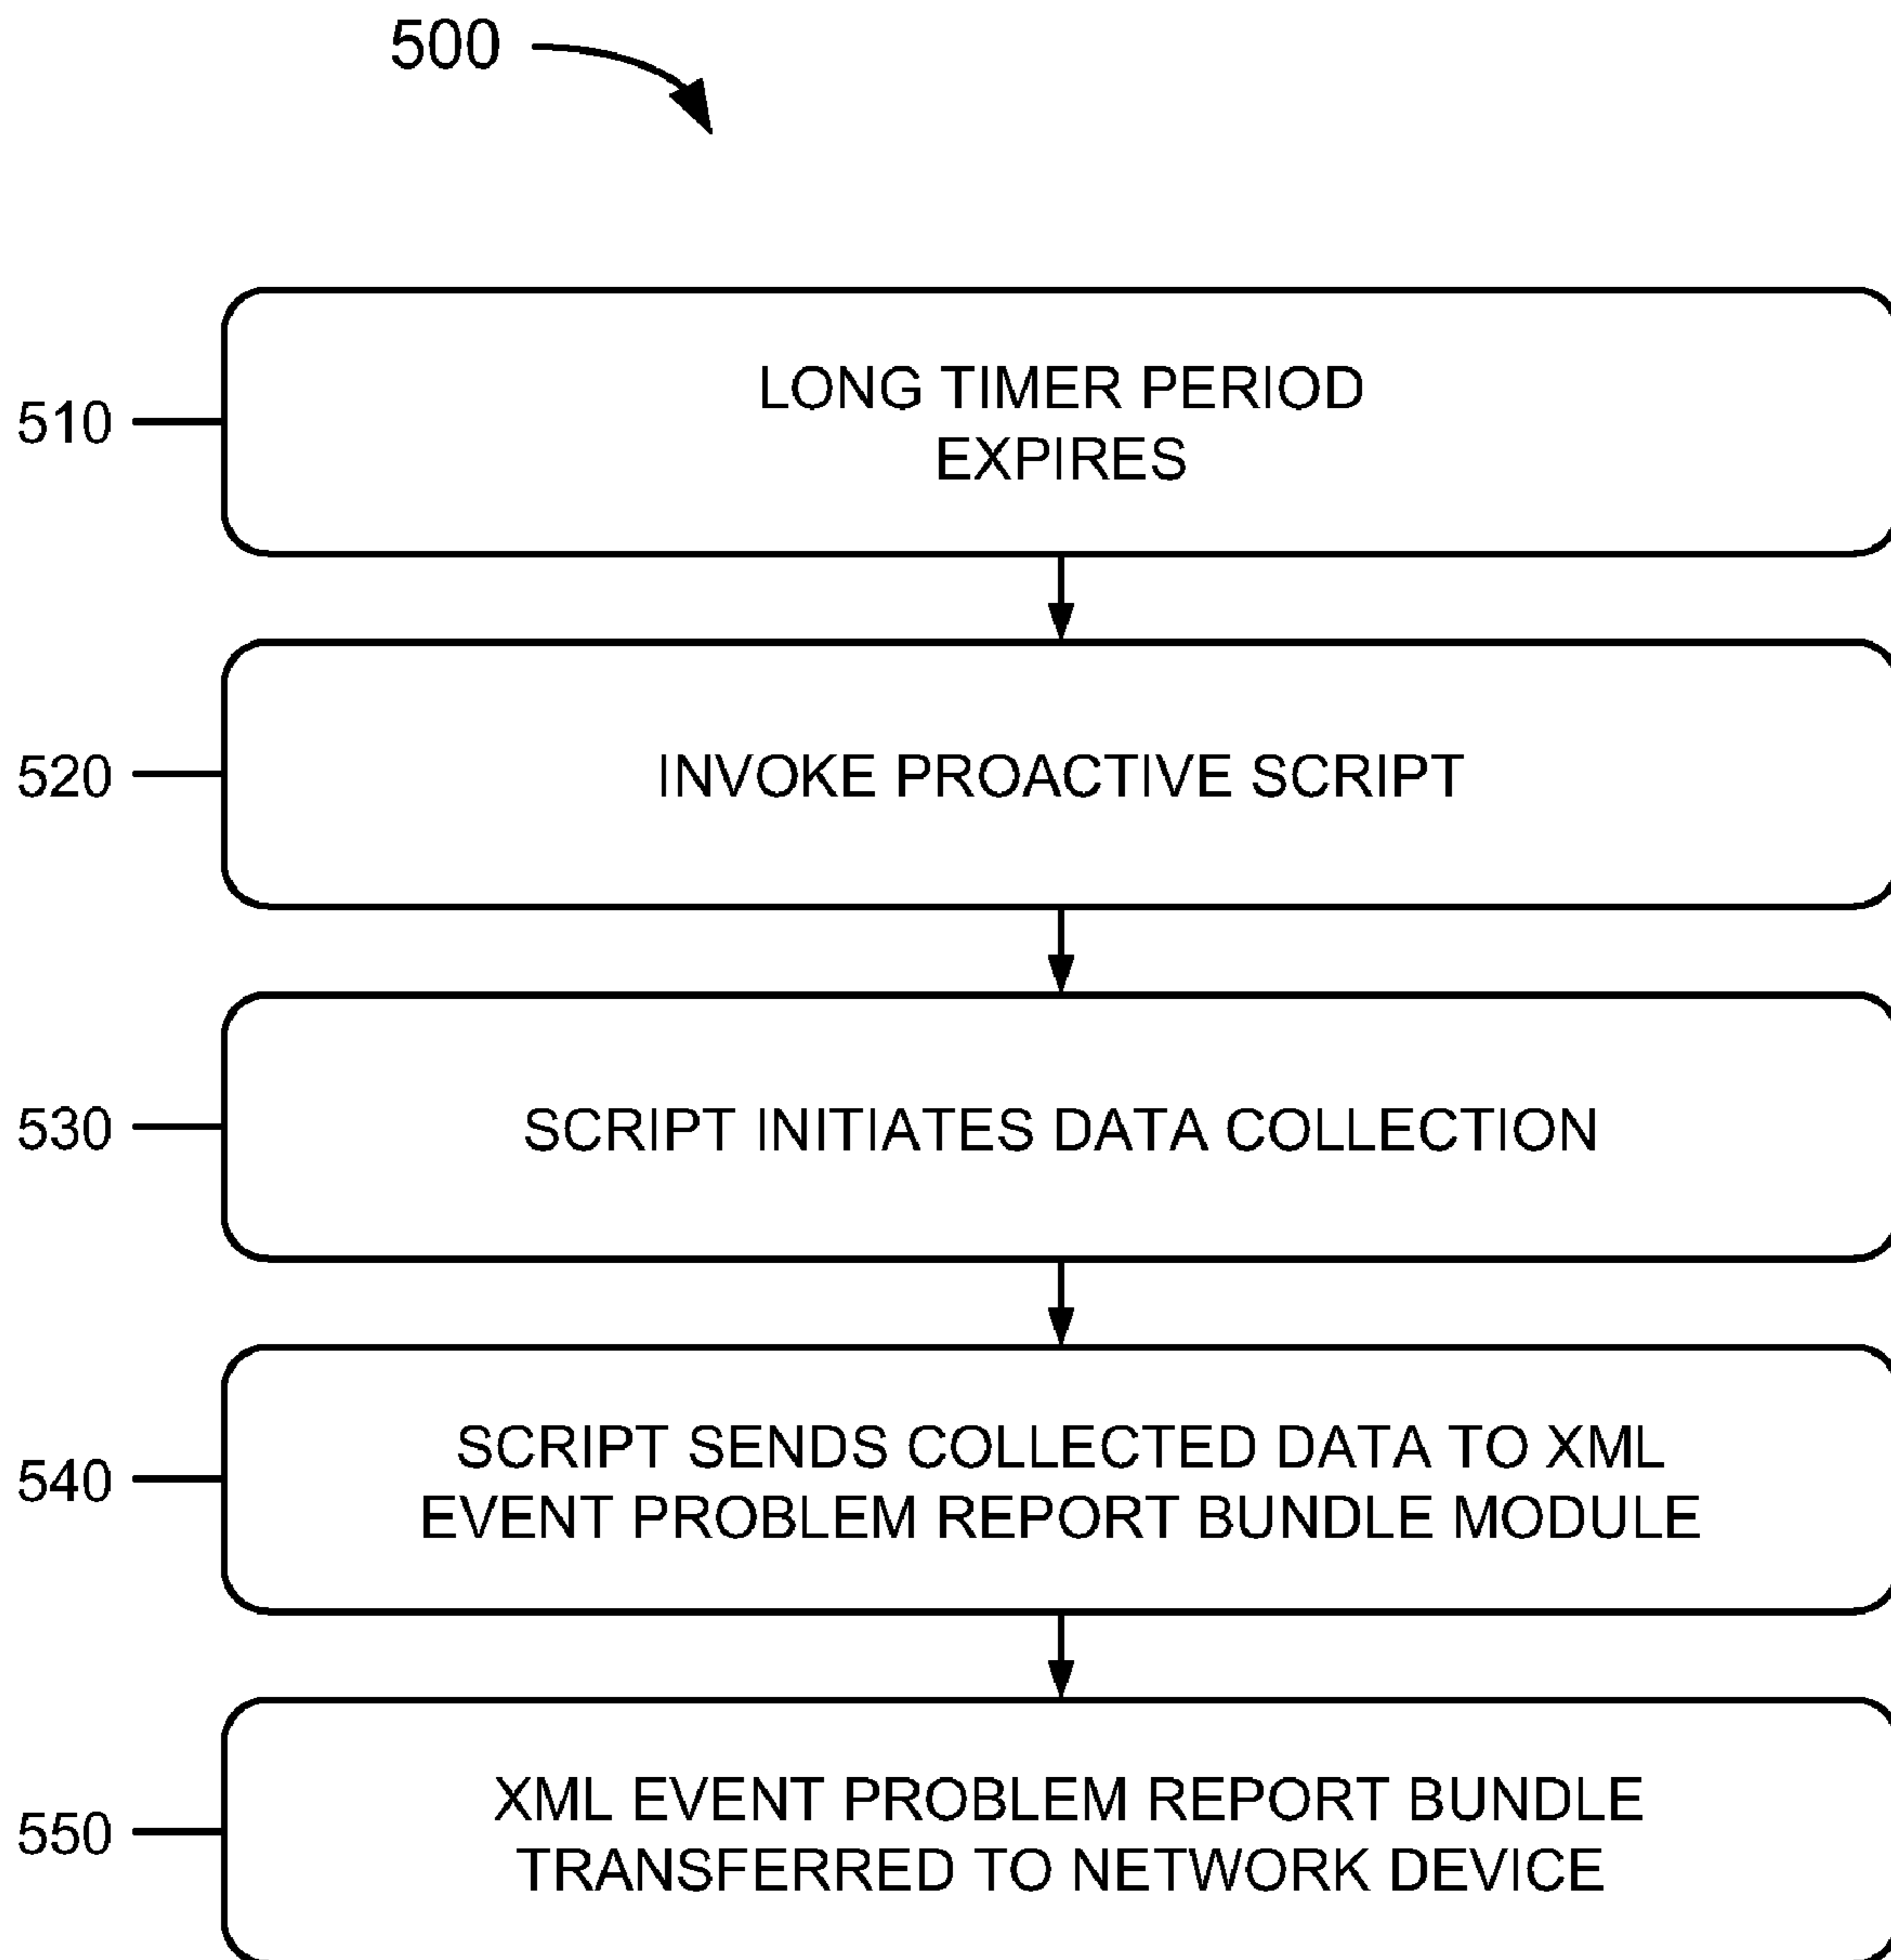 500
510
LONG TIMER PERIOD
EXPIRES
520
INVOKE PROACTIVE SCRIPT
530
SCRIPT INITIATES DATA COLLECTION
540
SCRIPT SENDS COLLECTED DATA TO XML
EVENT PROBLEM REPORT BUNDLE MODULE
550
XML EVENT PROBLEM REPORT BUNDLE
TRANSFERRED TO NETWORK DEVICE